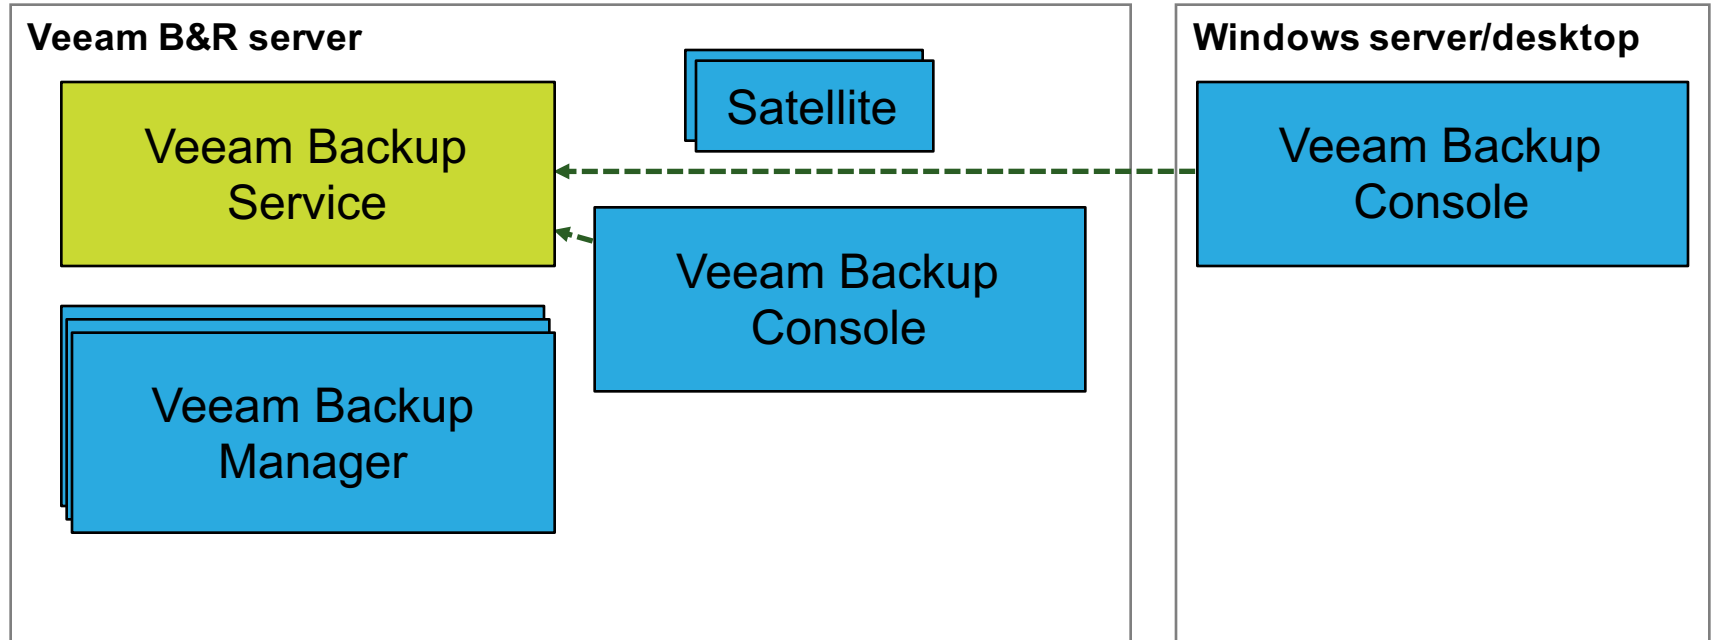 Veeam B&R server
Windows server/desktop
Satellite
Veeam Backup
Service
Veeam Backup
Console
Veeam Backup
Console
Veeam Backup
Manager